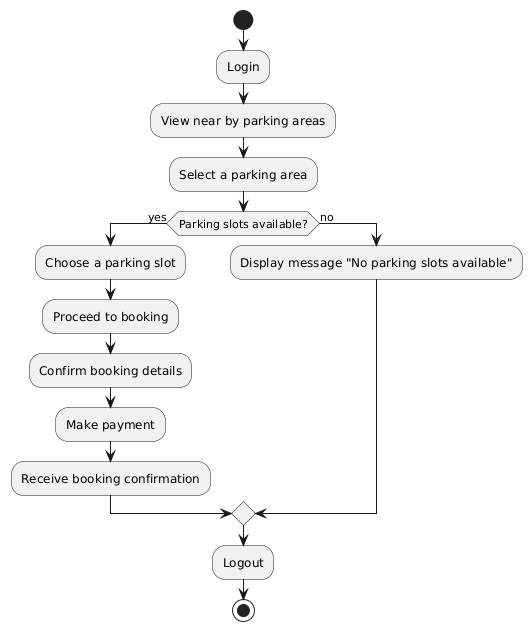 Login
View near by parking areas
Select a parking area
yes
Parking slots available?
no
Choose a parking slot
Display message "No parking slots available"
Proceed to booking
Confirm booking details
Make payment
Receive booking confirmation
Logout